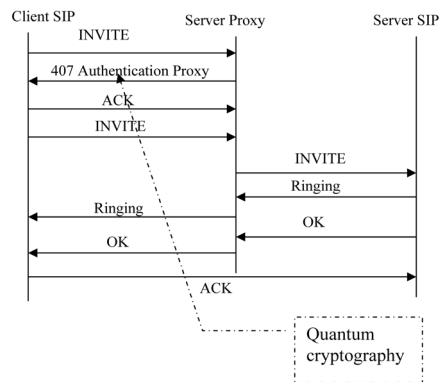 Client SIP
Server Proxy
Server SIP
INVITE
407 Authentication Proxy
ACK
INVITE
INVITE
Ringing
Ringing
OK
OK
ACK
Quantum
cryptography